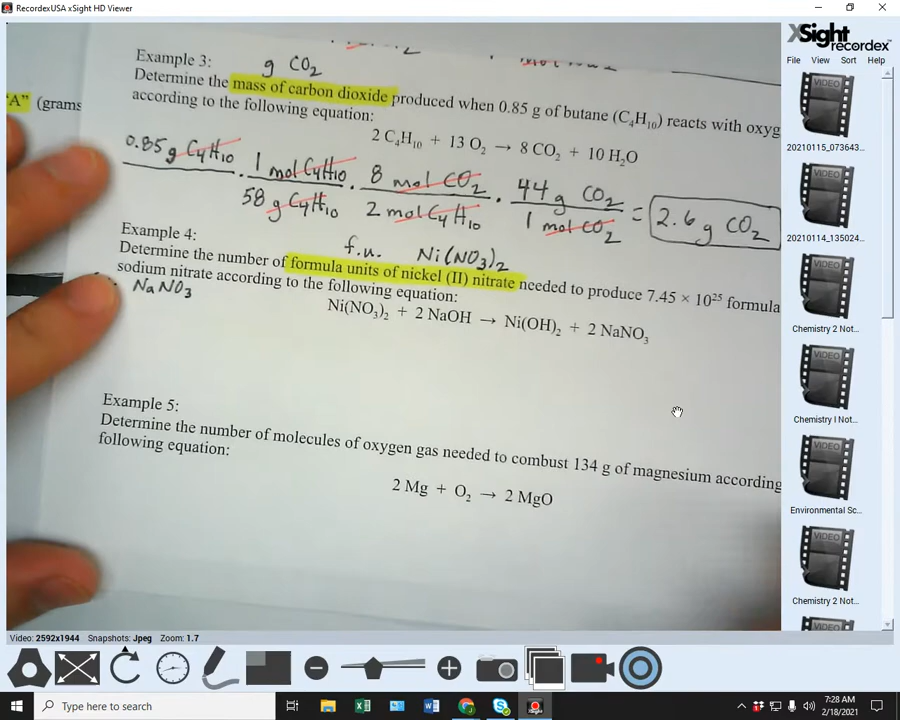 RecordexUSA xSight HD Viewer
XSight
recordex
File View Sort Help
Example 3:
g CO2
Determine the mass of carbon dioxide produced when 0.85 g of butane (C4H10) reacts with oxyg
according to the following equation:
"A" (grams
2 C4H10 + 13 O2 → 8 CO2 + 10 H2O
0.85 g C4H10 · 1 mol C4H10 · 8 mol CO2 · 44 g CO2 = 2.6 g CO2
58 g C4H10 2 mol C4H10 1 mol CO2
Example 4:
f.u. Ni(NO3)2
Determine the number of formula units of nickel (II) nitrate needed to produce 7.45 × 10^25 formula
sodium nitrate according to the following equation:
NaNO3
Ni(NO3)2 + 2 NaOH → Ni(OH)2 + 2 NaNO3
Example 5:
Determine the number of molecules of oxygen gas needed to combust 134 g of magnesium according
following equation:
2 Mg + O2 → 2 MgO
VIDEO
20210115_073643...
VIDEO
20210114_135024...
VIDEO
Chemistry 2 Not...
VIDEO
Chemistry I Not...
VIDEO
Environmental Sc...
VIDEO
Chemistry 2 Not...
VIDEO
Video: 2592x1944 Snapshots: Jpeg Zoom: 1.7
Type here to search
7:28 AM
2/18/2021